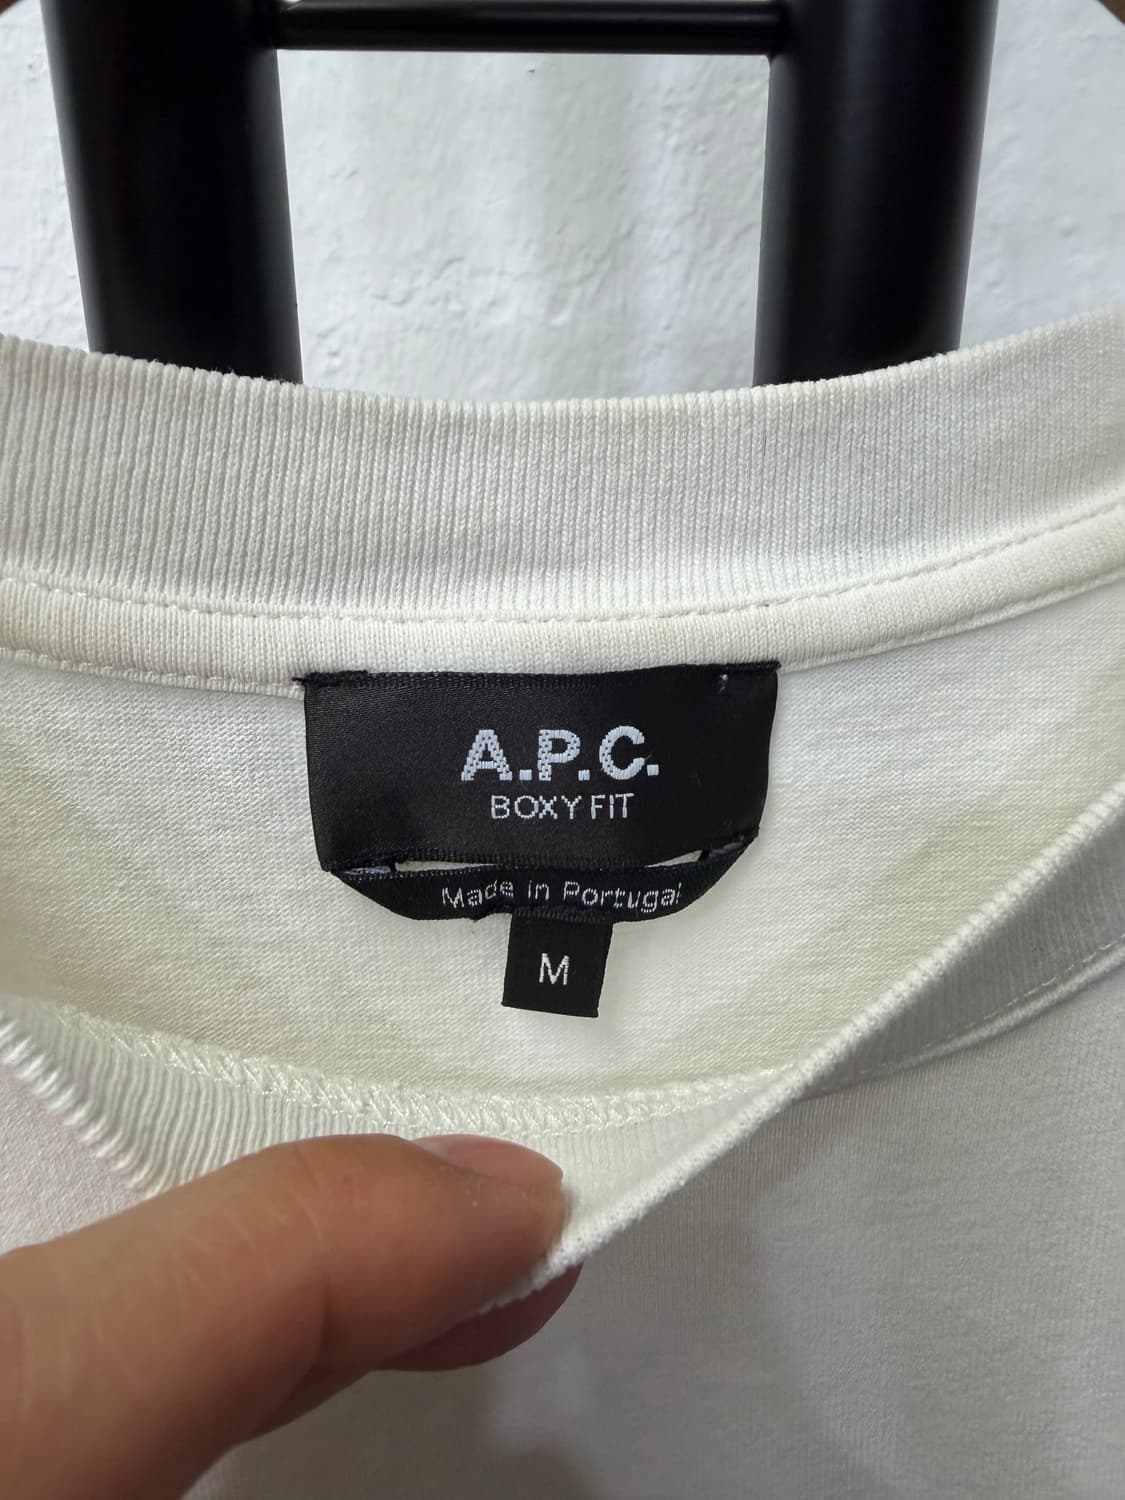 A.P.C.
BOXY FIT
Made in Portugal
M